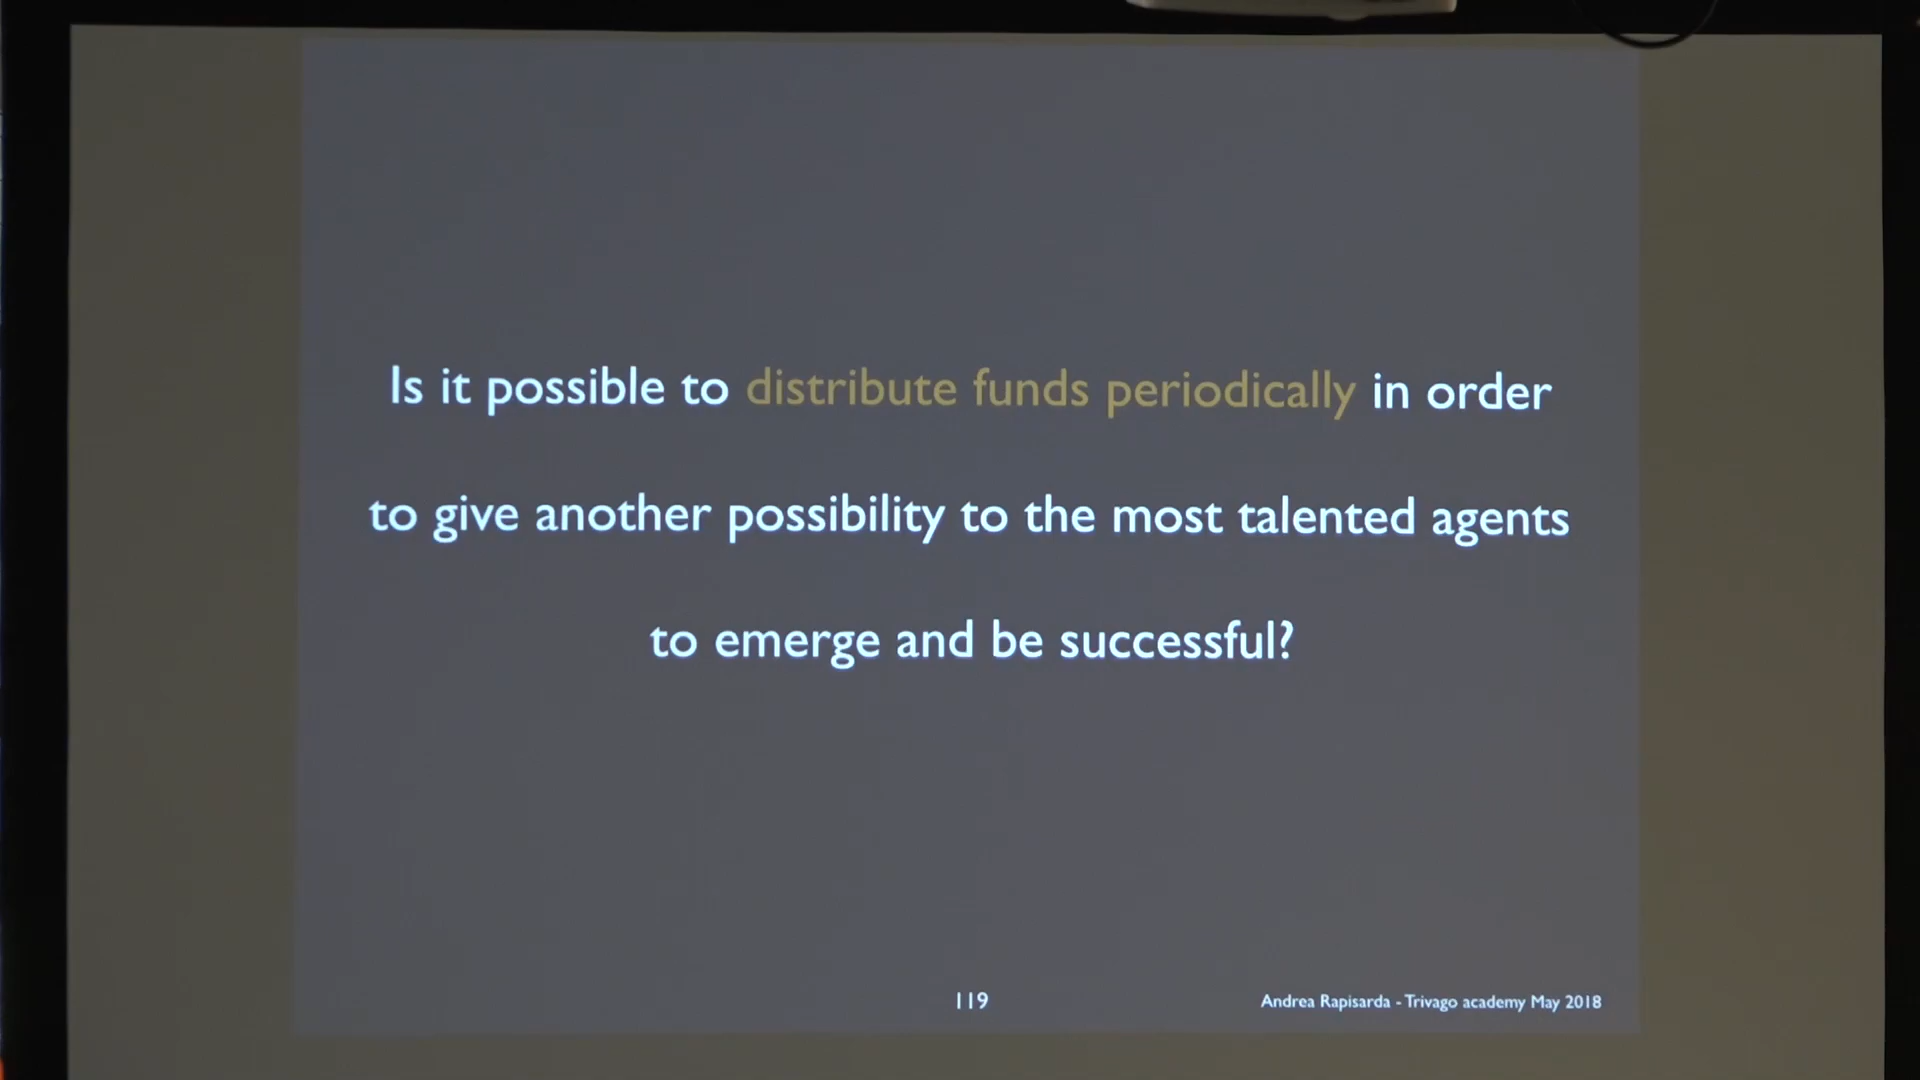 Is it possible to distribute funds periodically in order
to give another possibility to the most talented agents
to emerge and be successful?
119
Andrea Rapisarda - Trivago academy May 2018